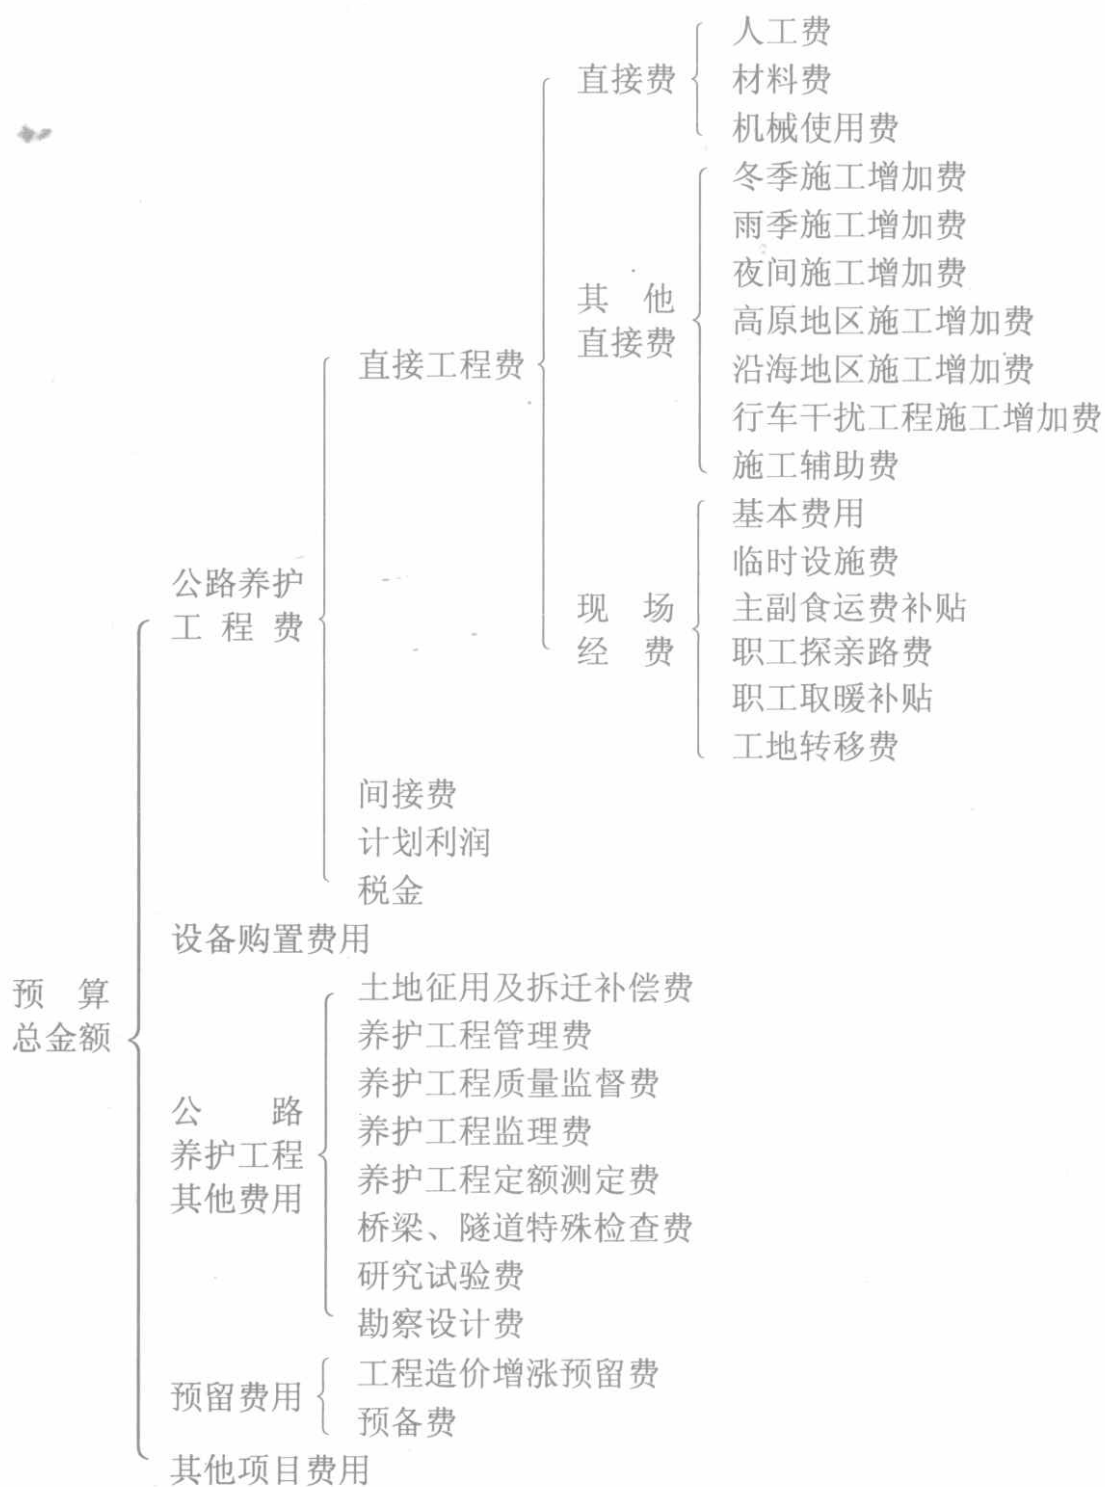 人工费
直接费
材料费
机械使用费
冬季施工增加费
雨季施工增加费
夜间施工增加费
其 他
直接费
高原地区施工增加费
直接工程费
沿海地区施工增加费
行车干扰工程施工增加费
施工辅助费
基本费用
临时设施费
公路养护
工 程 费
现 场
经 费
主副食运费补贴
职工探亲路费
职工取暖补贴
工地转移费
间接费
计划利润
税金
设备购置费用
预 算
总金额
土地征用及拆迁补偿费
养护工程管理费
养护工程质量监督费
公 路
养护工程
其他费用
养护工程监理费
养护工程定额测定费
桥梁、隧道特殊检查费
研究试验费
勘察设计费
预留费用
工程造价增涨预留费
预备费
其他项目费用